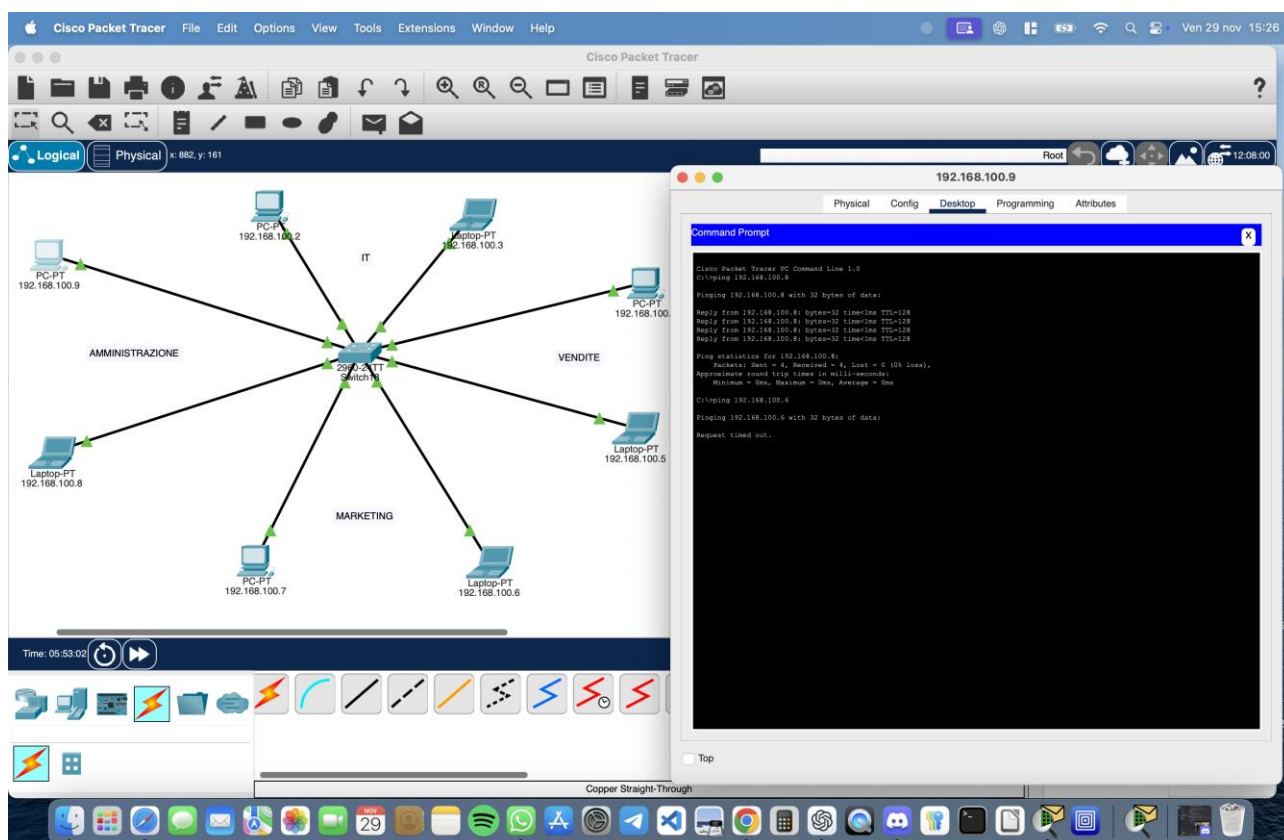 Cisco Packet Tracer File Edit Options View Tools Extensions Window Help
Ven 29 nov 15:26
Cisco Packet Tracer
?
Logical Physical x: 882, y: 161
Root 12:08:00
PC-PT
192.168.100.2
Laptop-PT
192.168.100.3
IT
PC-PT
192.168.100.9
PC-PT
192.168.100.
AMMINISTRAZIONE
VENDITE
2960-24TT
Switch18
Laptop-PT
192.168.100.5
Laptop-PT
192.168.100.8
MARKETING
PC-PT
192.168.100.7
Laptop-PT
192.168.100.6
Time: 05:53:02
Copper Straight-Through
192.168.100.9
Physical Config Desktop Programming Attributes
Command Prompt
X
Cisco Packet Tracer PC Command Line 1.0
C:\>ping 192.168.100.8
Pinging 192.168.100.8 with 32 bytes of data:
Reply from 192.168.100.8: bytes=32 time<1ms TTL=128
Reply from 192.168.100.8: bytes=32 time<1ms TTL=128
Reply from 192.168.100.8: bytes=32 time<1ms TTL=128
Reply from 192.168.100.8: bytes=32 time<1ms TTL=128
Ping statistics for 192.168.100.8:
Packets: Sent = 4, Received = 4, Lost = 0 (0% loss),
Approximate round trip times in milli-seconds:
Minimum = 0ms, Maximum = 0ms, Average = 0ms
C:\>ping 192.168.100.6
Pinging 192.168.100.6 with 32 bytes of data:
Request timed out.
Top
NOV
29